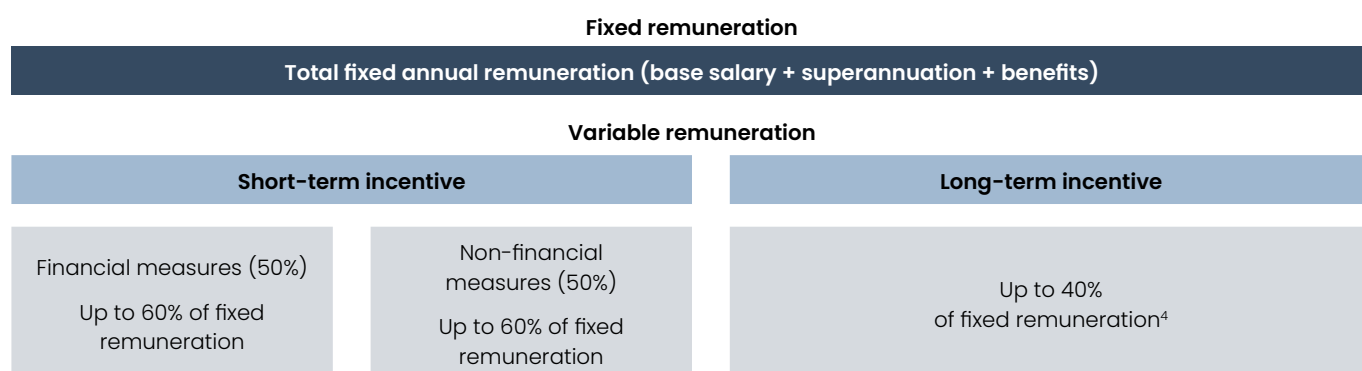 Fixed remuneration
Total fixed annual remuneration (base salary + superannuation + benefits)
Variable remuneration
Short-term incentive
Long-term incentive
Financial measures (50%)
Up to 60% of fixed
remuneration
Non-financial
measures (50%)
Up to 60% of fixed
remuneration
Up to 40%
of fixed remuneration⁴